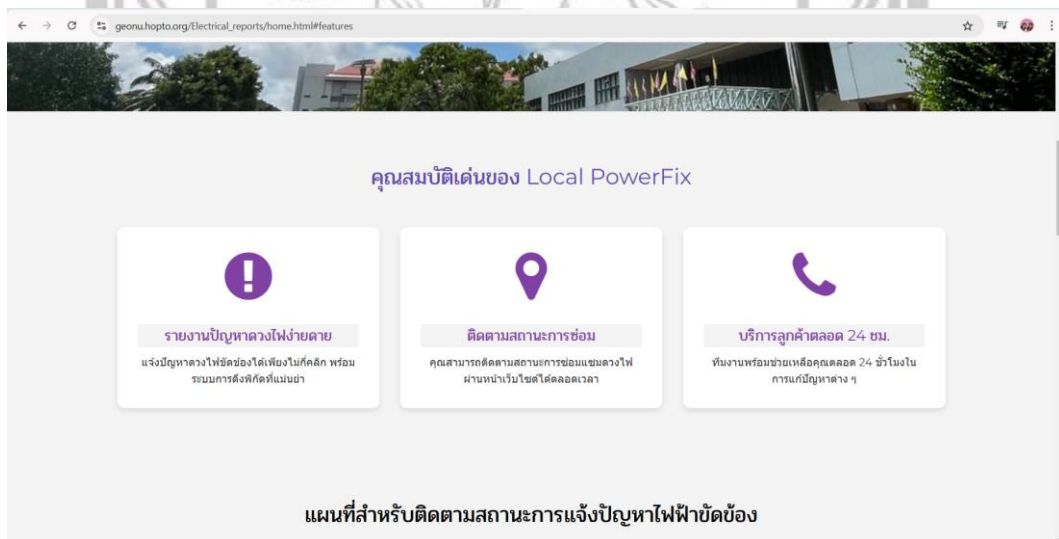 geonu.hopto.org/Electrical_reports/home.html#features
คุณสมบัติเด่นของ Local PowerFix
รายงานปัญหาดวงไฟง่ายดาย
แจ้งปัญหาดวงไฟขัดข้องได้เพียงไม่กี่คลิก พร้อม
ระบบการดึงพิกัดที่แม่นยำ
ติดตามสถานะการซ่อม
คุณสามารถติดตามสถานะการซ่อมแซมดวงไฟ
ผ่านหน้าเว็บไซต์ได้ตลอดเวลา
บริการลูกค้าตลอด 24 ชม.
ทีมงานพร้อมช่วยเหลือคุณตลอด 24 ชั่วโมงใน
การแก้ปัญหาต่าง ๆ
แผนที่สำหรับติดตามสถานะการแจ้งปัญหาไฟฟ้าขัดข้อง